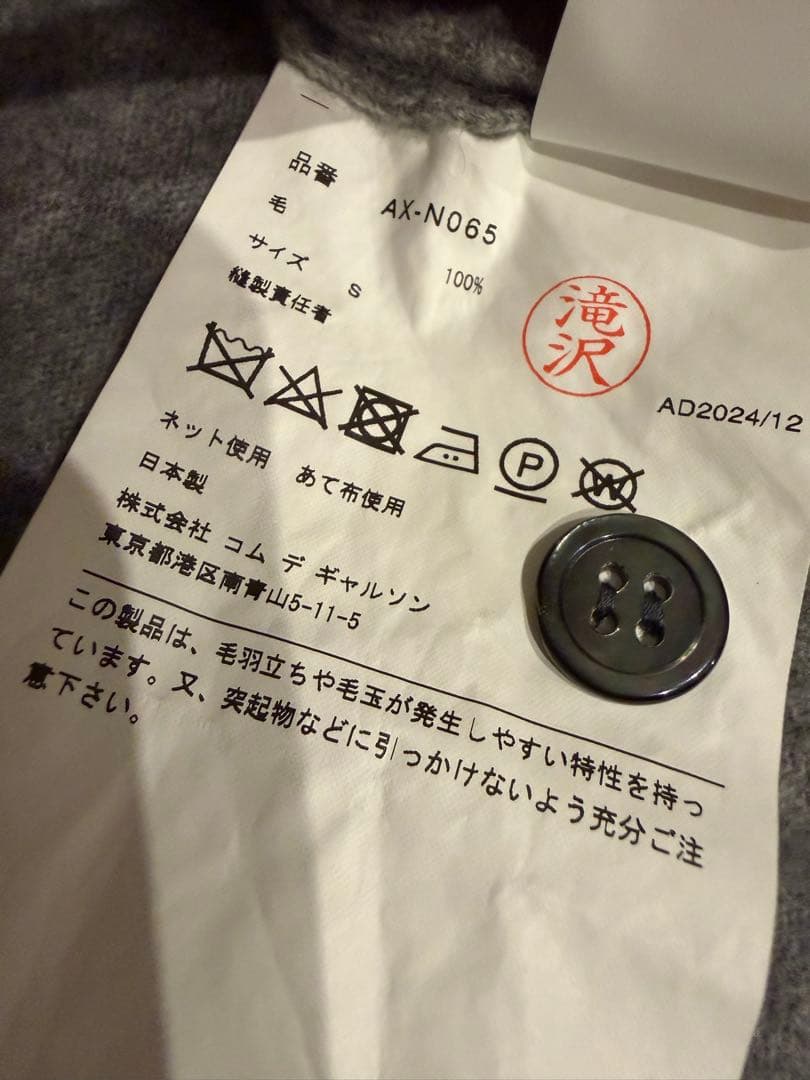 品番 AX-N065
毛 100%
サイズ S
縫製責任者
滝沢
AD2024/12
P
W
ネット使用 あて布使用
日本製
株式会社 コム デ ギャルソン
東京都港区南青山5-11-5
この製品は、毛羽立ちや毛玉が発生しやすい特性を持っ
ています。又、突起物などに引っかけないよう充分ご注
意下さい。